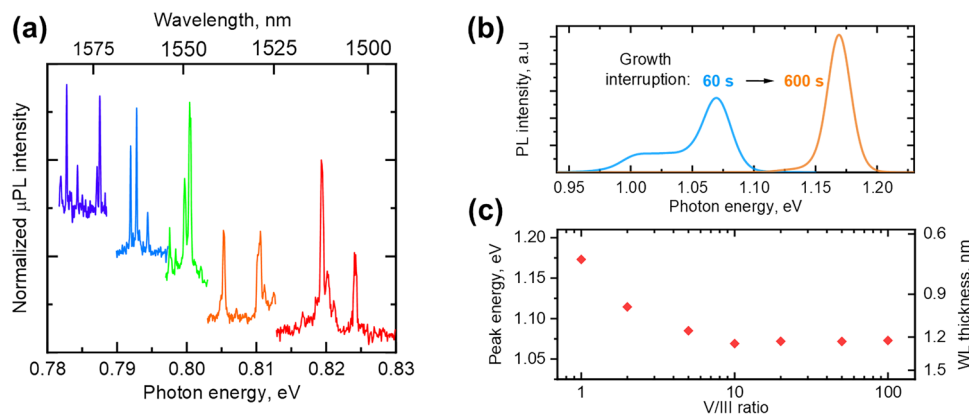 (a)
Wavelength, nm
1575 1550 1525 1500
Normalized μPL intensity
0.78 0.79 0.80 0.81 0.82 0.83
Photon energy, eV
(b)
PL intensity, a.u
Growth
interruption: 60 s 600 s
0.95 1.00 1.05 1.10 1.15 1.20
Photon energy, eV
(c)
Peak energy, eV
1.20
1.15
1.10
1.05
0.6
0.9
1.2
1.5
WL thickness, nm
1 10 100
V/III ratio